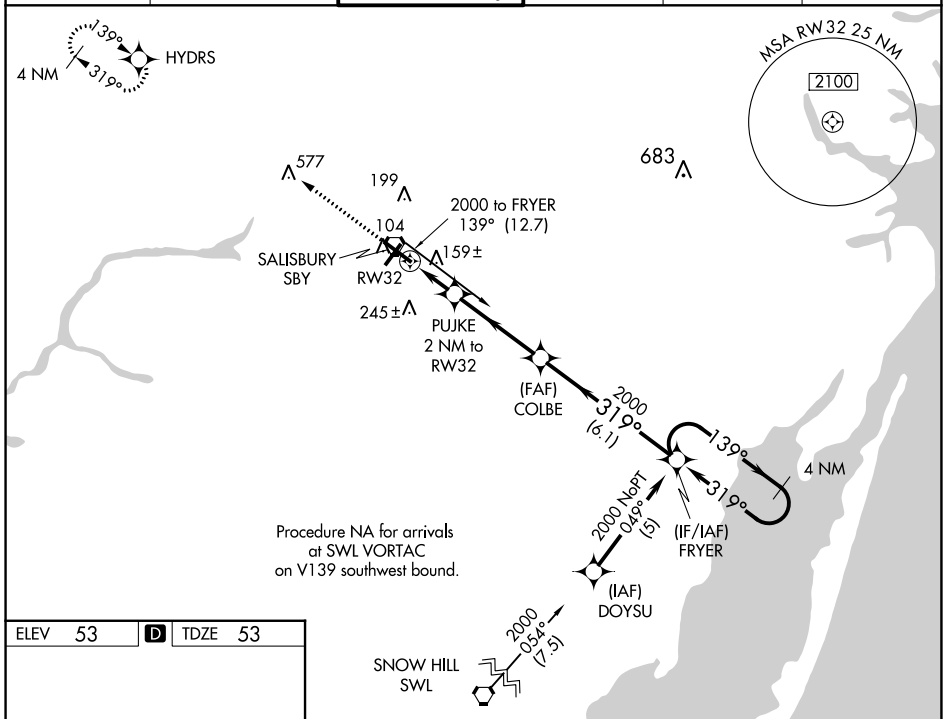 139°
HYDRS
4 NM
319°
MSA RW32 25 NM
2100
577
199
683
2000 to FRYER
139° (12.7)
104
159±
SALISBURY
SBY
RW32
245±
PUJKE
2 NM to
RW32
(FAF)
COLBE
2000
319°
(6.1)
139°
4 NM
319°
(IF/IAF)
FRYER
2000 NoPT
049°
(5)
Procedure NA for arrivals
at SWL VORTAC
on V139 southwest bound.
(IAF)
DOYSU
2000
054°
(7.5)
SNOW HILL
SWL
ELEV 53 D TDZE 53